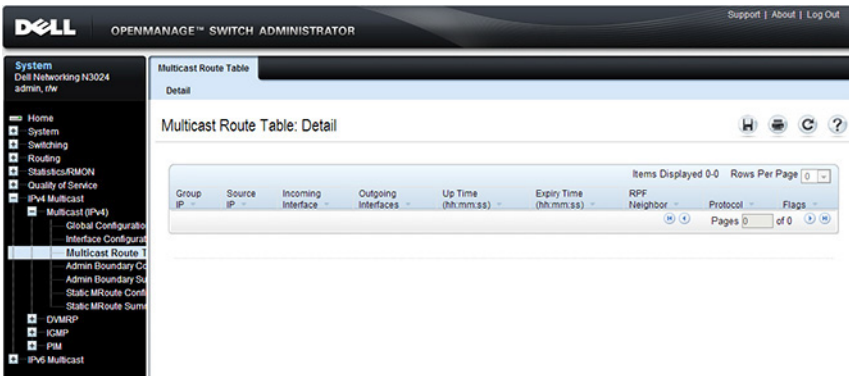 Support | About | Log Out
DELL OPENMANAGE™ SWITCH ADMINISTRATOR
System
Dell Networking N3024
admin, r/w
Home
System
Switching
Routing
Statistics/RMON
Quality of Service
IPv4 Multicast
Multicast (IPv4)
Global Configuratio
Interface Configurat
Multicast Route T
Admin Boundary Co
Admin Boundary Su
Static MRoute Confi
Static MRoute Summ
DVMRP
IGMP
PIM
IPv6 Multicast
Multicast Route Table
Detail
Multicast Route Table: Detail
Items Displayed 0-0 Rows Per Page 0
Group IP Source IP Incoming Interface Outgoing Interfaces Up Time (hh:mm:ss) Expiry Time (hh:mm:ss) RPF Neighbor Protocol Flags
Pages 0 of 0